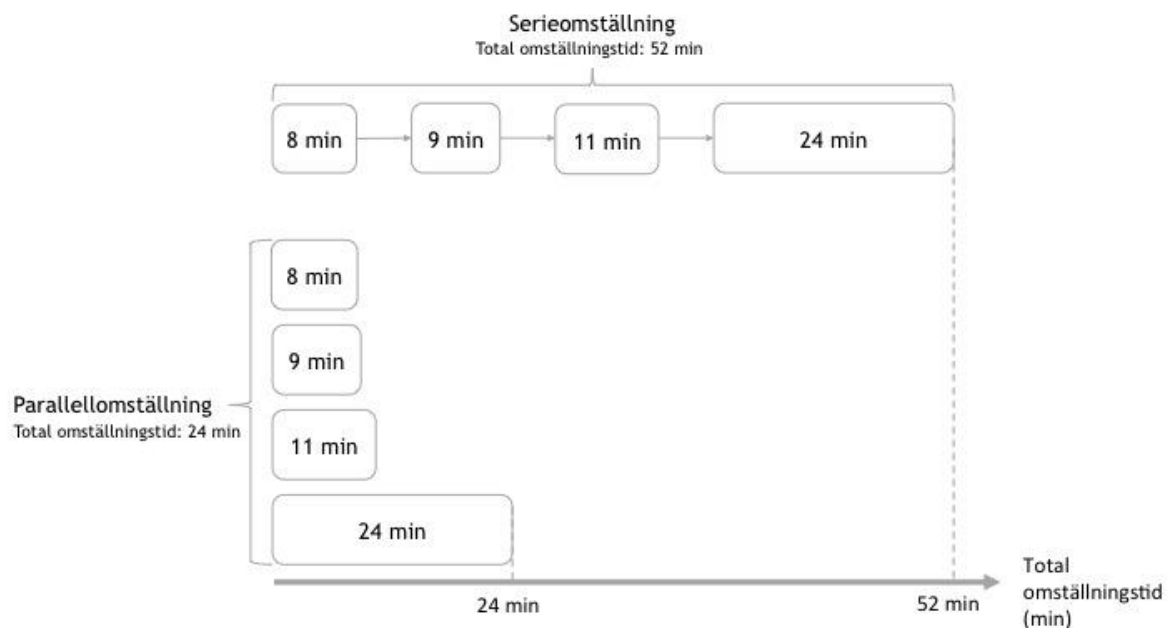 Serieomställning
Total omställningstid: 52 min
8 min
9 min
11 min
24 min
8 min
9 min
Parallellomställning
Total omställningstid: 24 min
11 min
24 min
24 min
52 min
Total
omställningstid
(min)